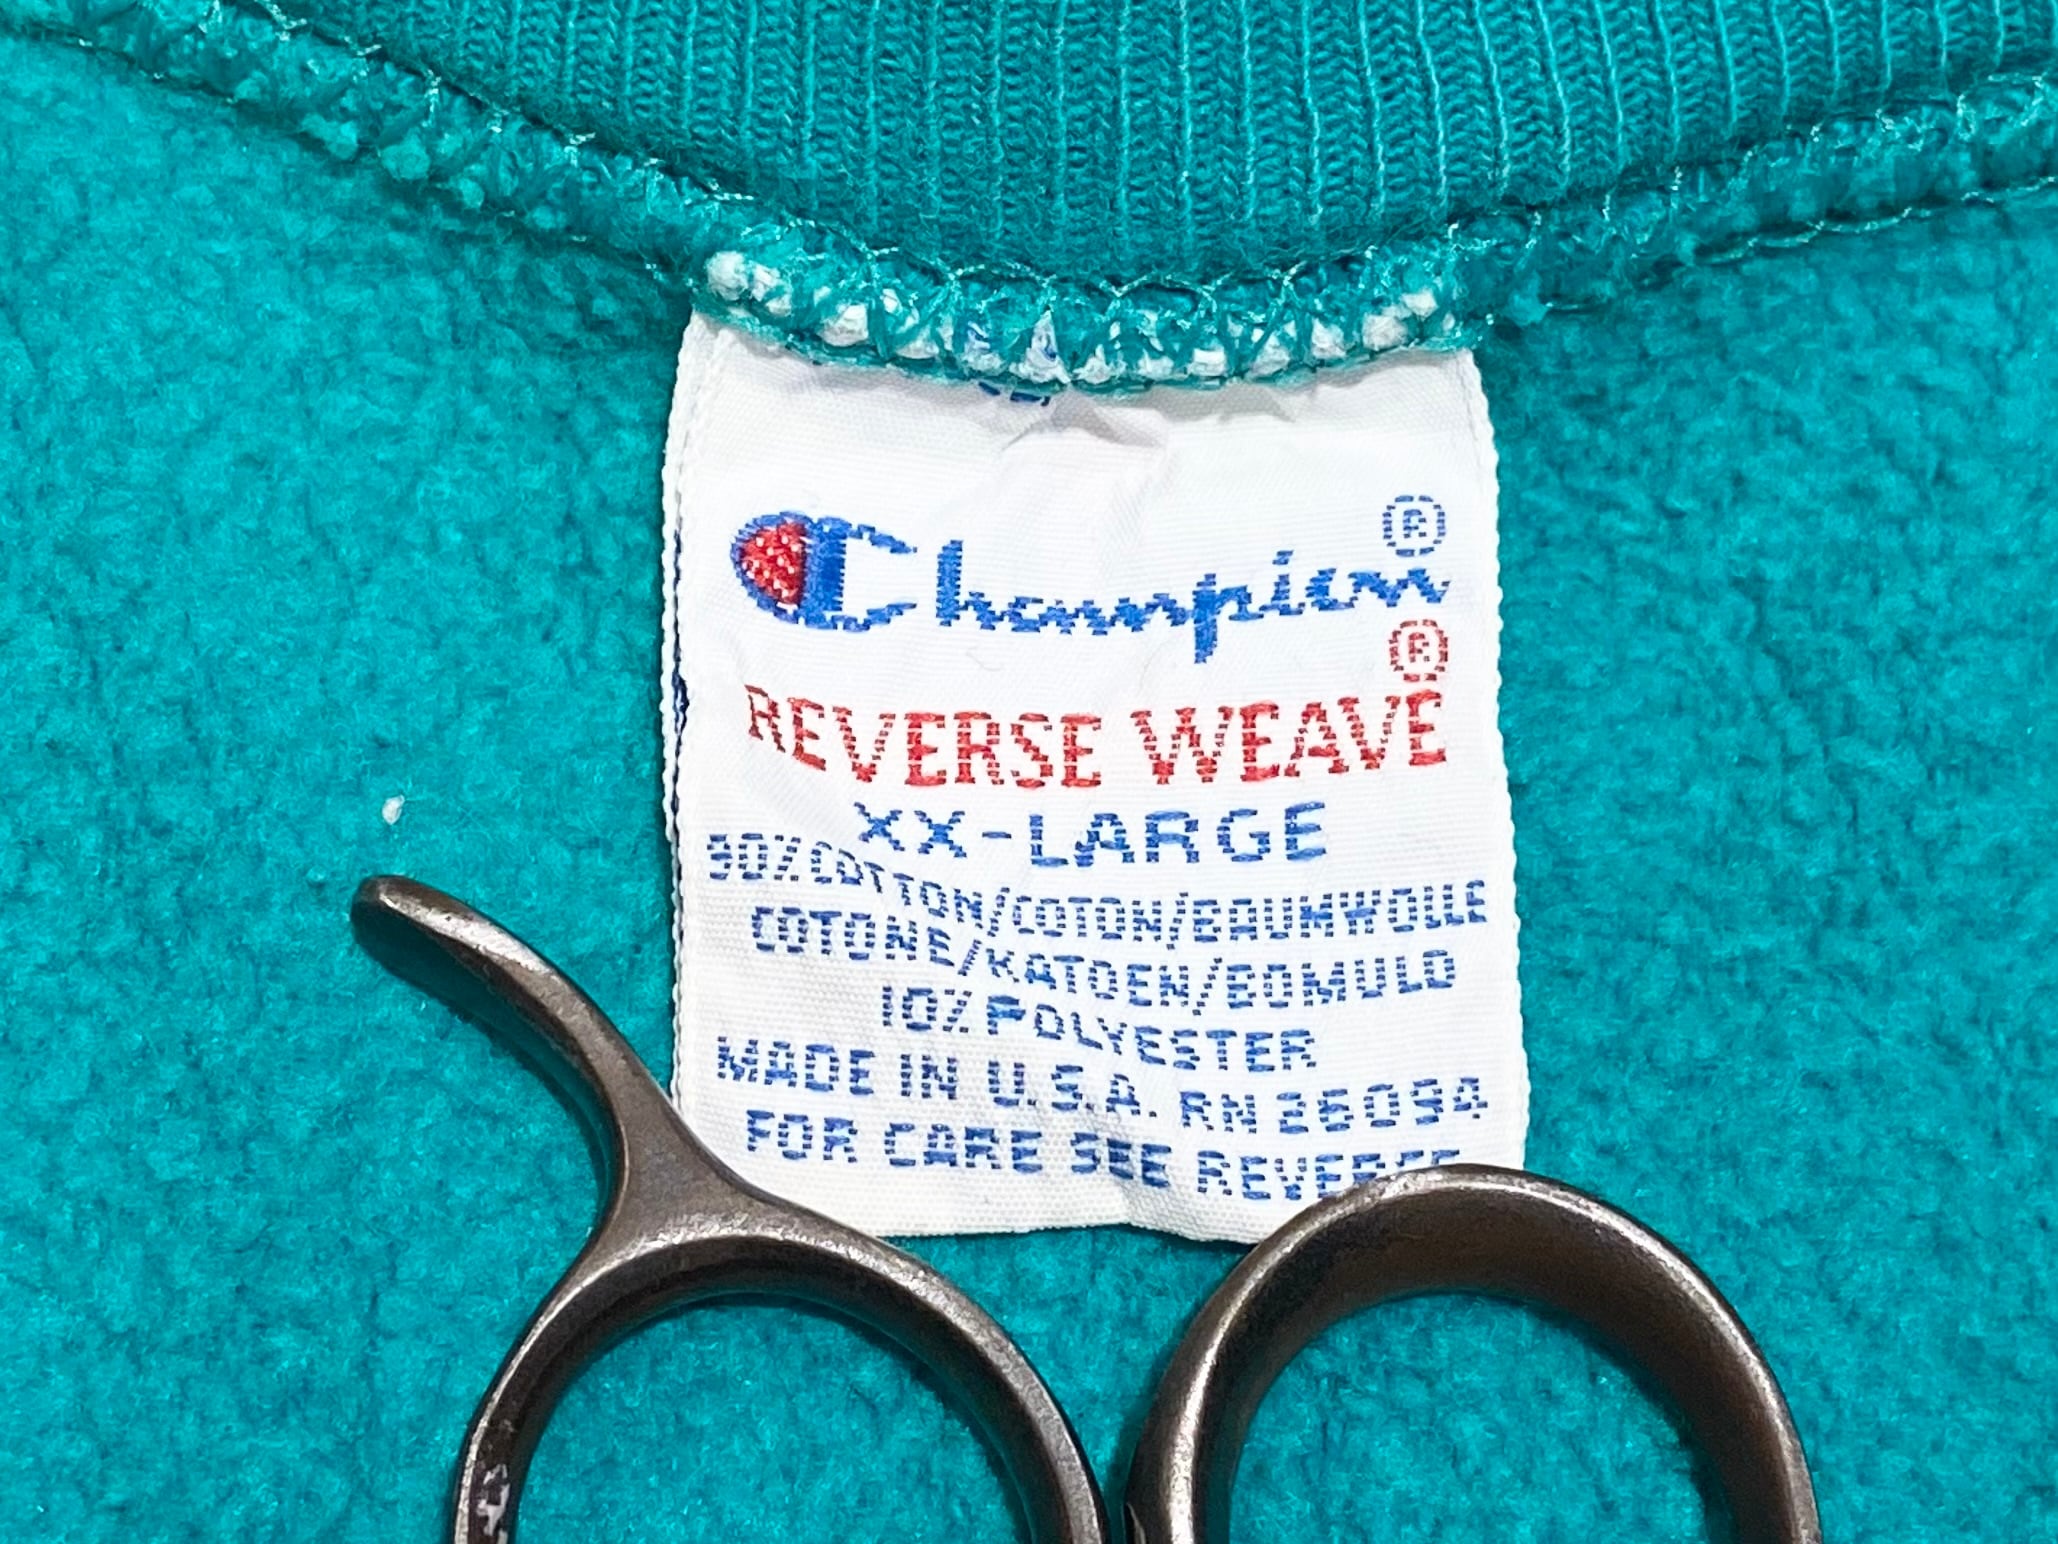 Champion®
REVERSE WEAVE®
XX-LARGE
90% COTTON/COTON/BAUMWOLLE
COTONE/KATOEN/BOMULD
10% POLYESTER
MADE IN U.S.A. RN 26094
FOR CARE SEE REVERSE